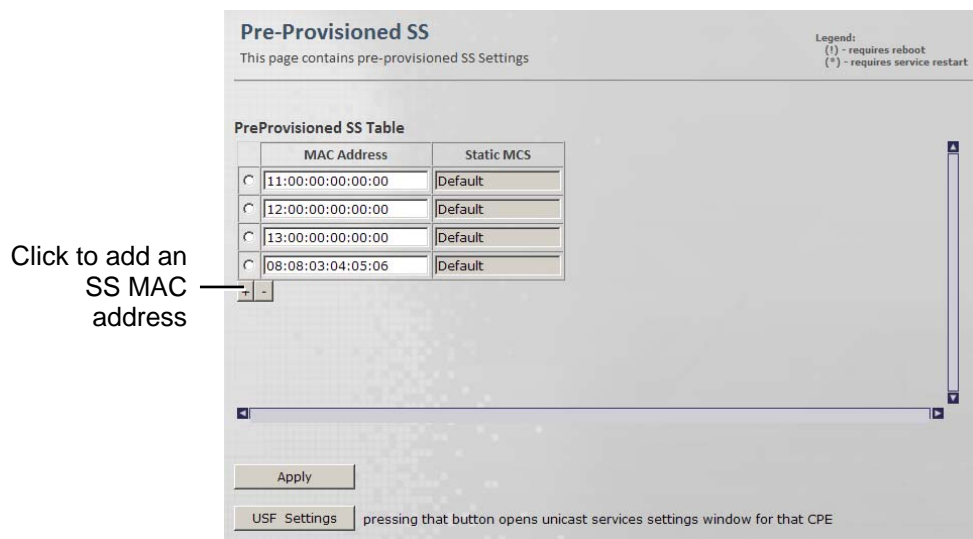 Pre-Provisioned SS
This page contains pre-provisioned SS Settings
Legend:
(!) - requires reboot
(*) - requires service restart
PreProvisioned SS Table
MAC Address Static MCS
11:00:00:00:00:00 Default
12:00:00:00:00:00 Default
13:00:00:00:00:00 Default
08:08:03:04:05:06 Default
+ -
Click to add an
SS MAC
address
Apply
USF Settings pressing that button opens unicast services settings window for that CPE